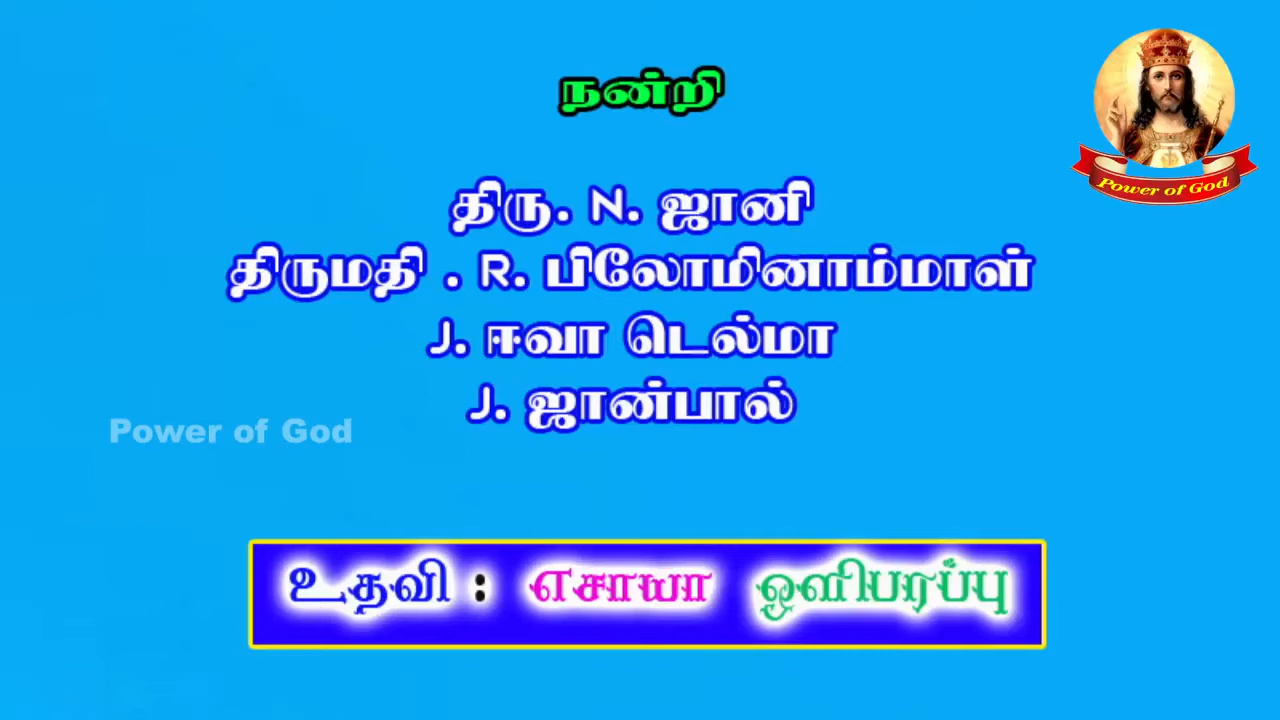 நன்றி
Power of God
திரு. N. ஜானி
திருமதி . R. பிலோமினாம்மாள்
J. ஈவா டெல்மா
J. ஜான்பால்
Power of God
உதவி : எசாயா ஒளிபரப்பு